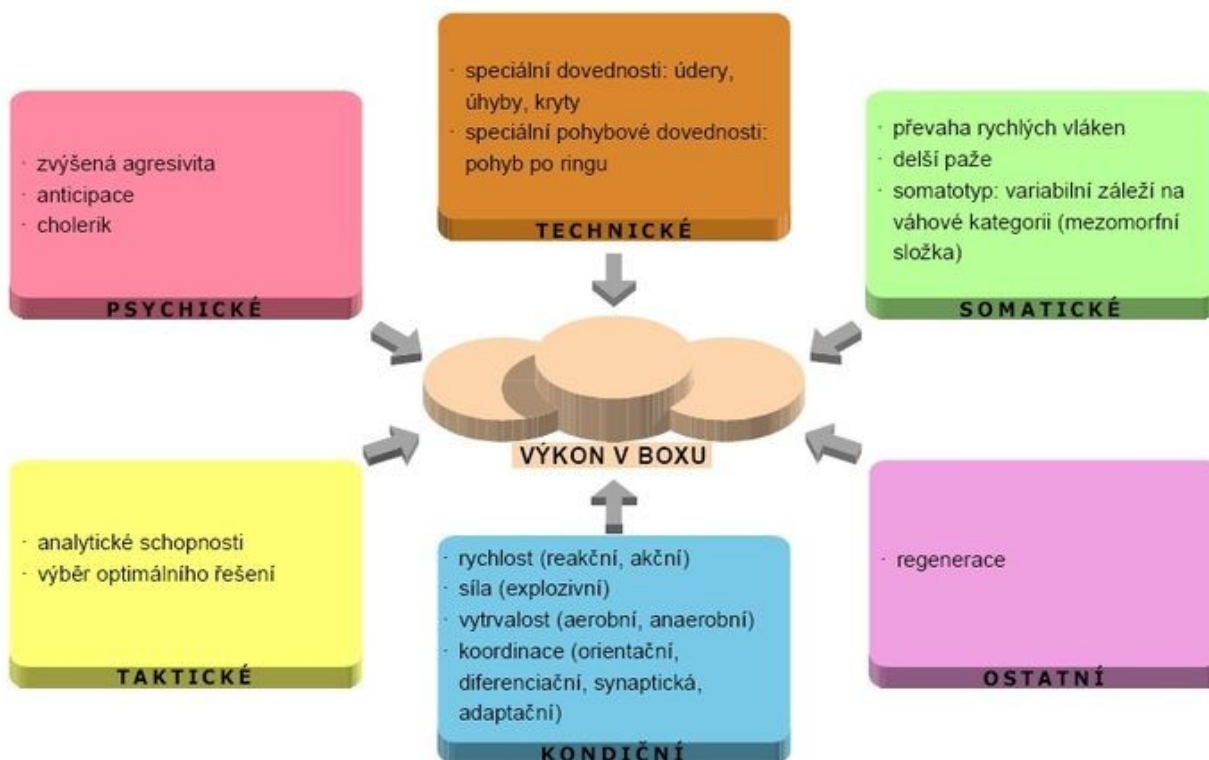 · speciální dovednosti: údery,
úhyby, kryty
· speciální pohybové dovednosti:
pohyb po ringu
TECHNICKÉ
· zvýšená agresivita
· anticipace
· cholerik
PSYCHICKÉ
· převaha rychlých vláken
· delší paže
· somatotyp: variabilní záleží na
váhové kategorii (mezomorfní
složka)
SOMATICKÉ
VÝKON V BOXU
· analytické schopnosti
· výběr optimálního řešení
TAKTICKÉ
· rychlost (reakční, akční)
· síla (explozivní)
· vytrvalost (aerobní, anaerobní)
· koordinace (orientační,
diferenciační, synaptická,
adaptační)
KONDIČNÍ
· regenerace
OSTATNÍ